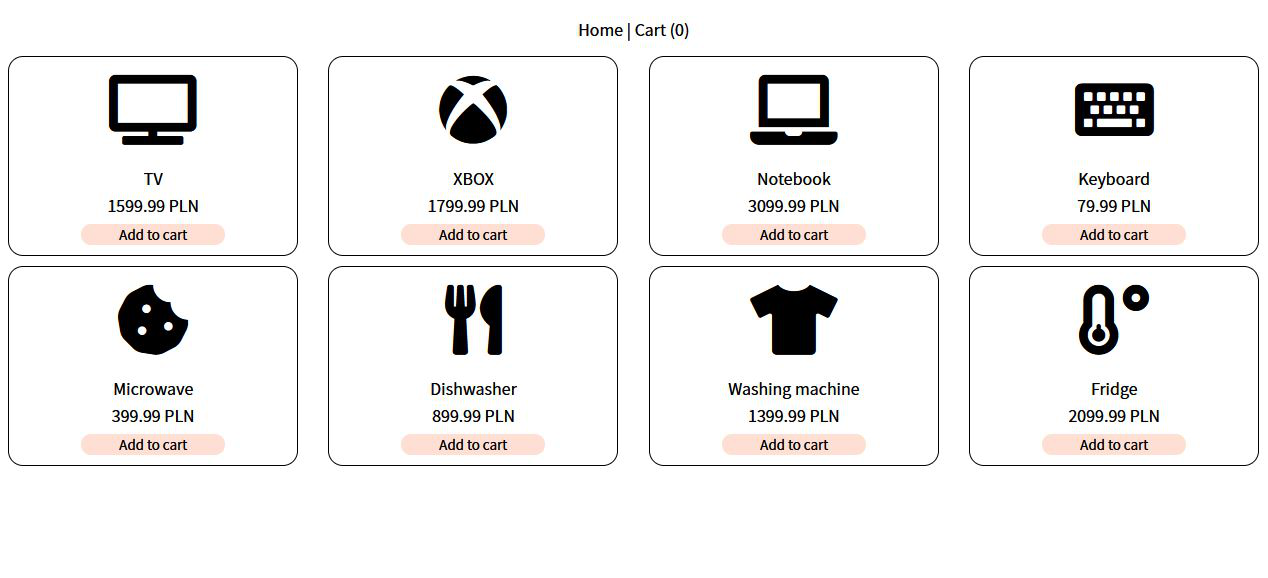 Home | Cart (0)
TV
1599.99 PLN
Add to cart
XBOX
1799.99 PLN
Add to cart
Notebook
3099.99 PLN
Add to cart
Keyboard
79.99 PLN
Add to cart
Microwave
399.99 PLN
Add to cart
Dishwasher
899.99 PLN
Add to cart
Washing machine
1399.99 PLN
Add to cart
Fridge
2099.99 PLN
Add to cart